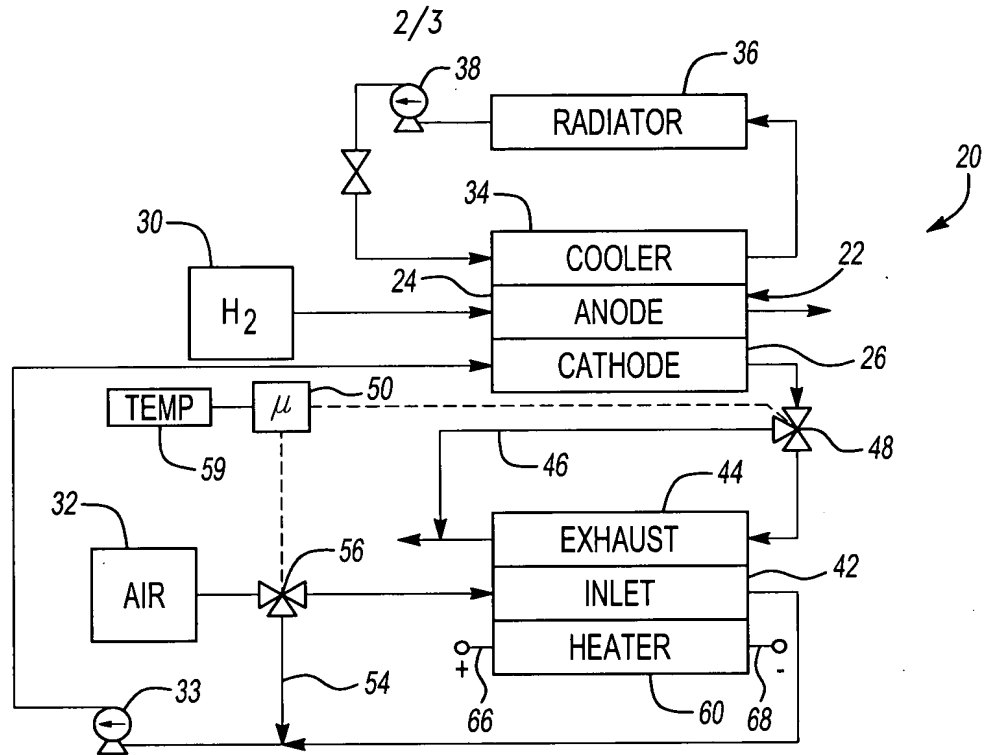 2/3
38
36
RADIATOR
20
34
30
COOLER
24
22
H2
ANODE
CATHODE
26
50
TEMP
μ
59
46
48
44
32
EXHAUST
56
42
AIR
INLET
HEATER
+
-
54
33
66
60
68